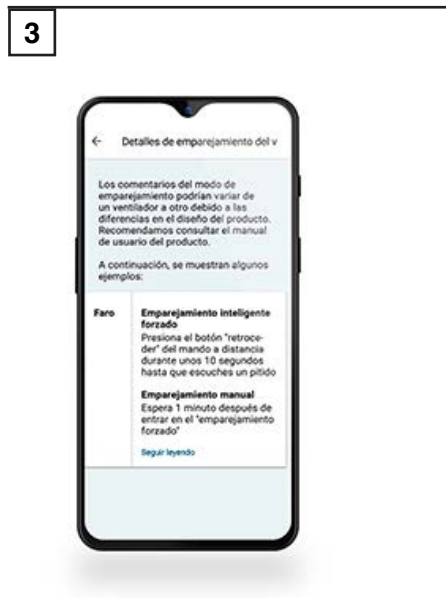 3
Detalles de emparejamiento del v
Los comentarios del modo de
emparejamiento podrían variar de
un ventilador a otro debido a las
diferencias en el diseño del producto.
Recomendamos consultar el manual
de usuario del producto.
A continuación, se muestran algunos
ejemplos:
Faro
Emparejamiento inteligente
forzado
Presiona el botón "retroce-
der" del mando a distancia
durante unos 10 segundos
hasta que escuches un pitido
Emparejamiento manual
Espera 1 minuto después de
entrar en el "emparejamiento
forzado"
Seguir leyendo